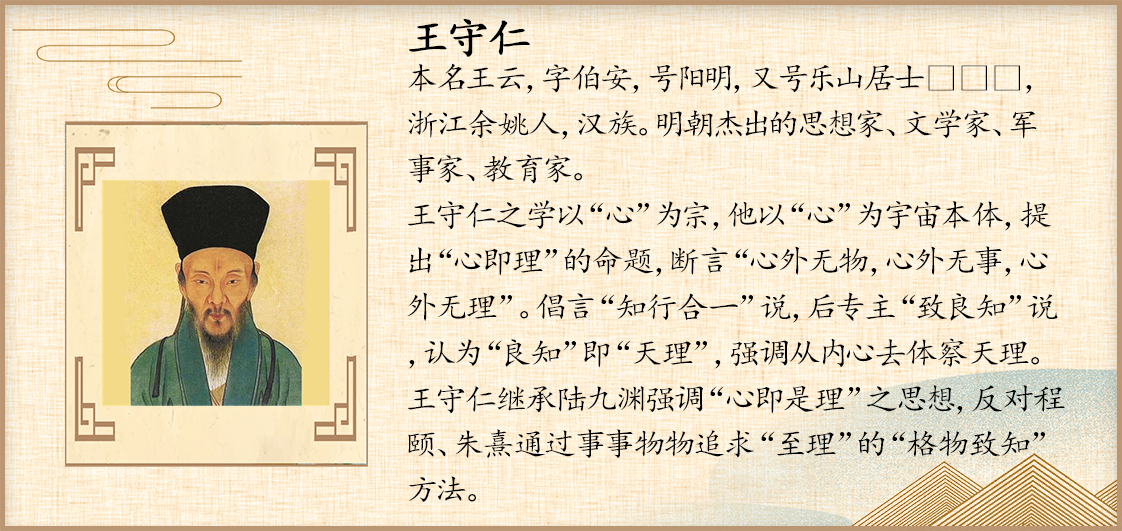 王守仁
本名王云，字伯安，号阳明，又号乐山居士□□□，
浙江余姚人，汉族。明朝杰出的思想家、文学家、军
事家、教育家。
王守仁之学以“心”为宗，他以“心”为宇宙本体，提
出“心即理”的命题，断言“心外无物，心外无事，心
外无理”。倡言“知行合一”说，后专主“致良知”说
，认为“良知”即“天理”，强调从内心去体察天理。
王守仁继承陆九渊强调“心即是理”之思想，反对程
颐、朱熹通过事事物物追求“至理”的“格物致知”
方法。